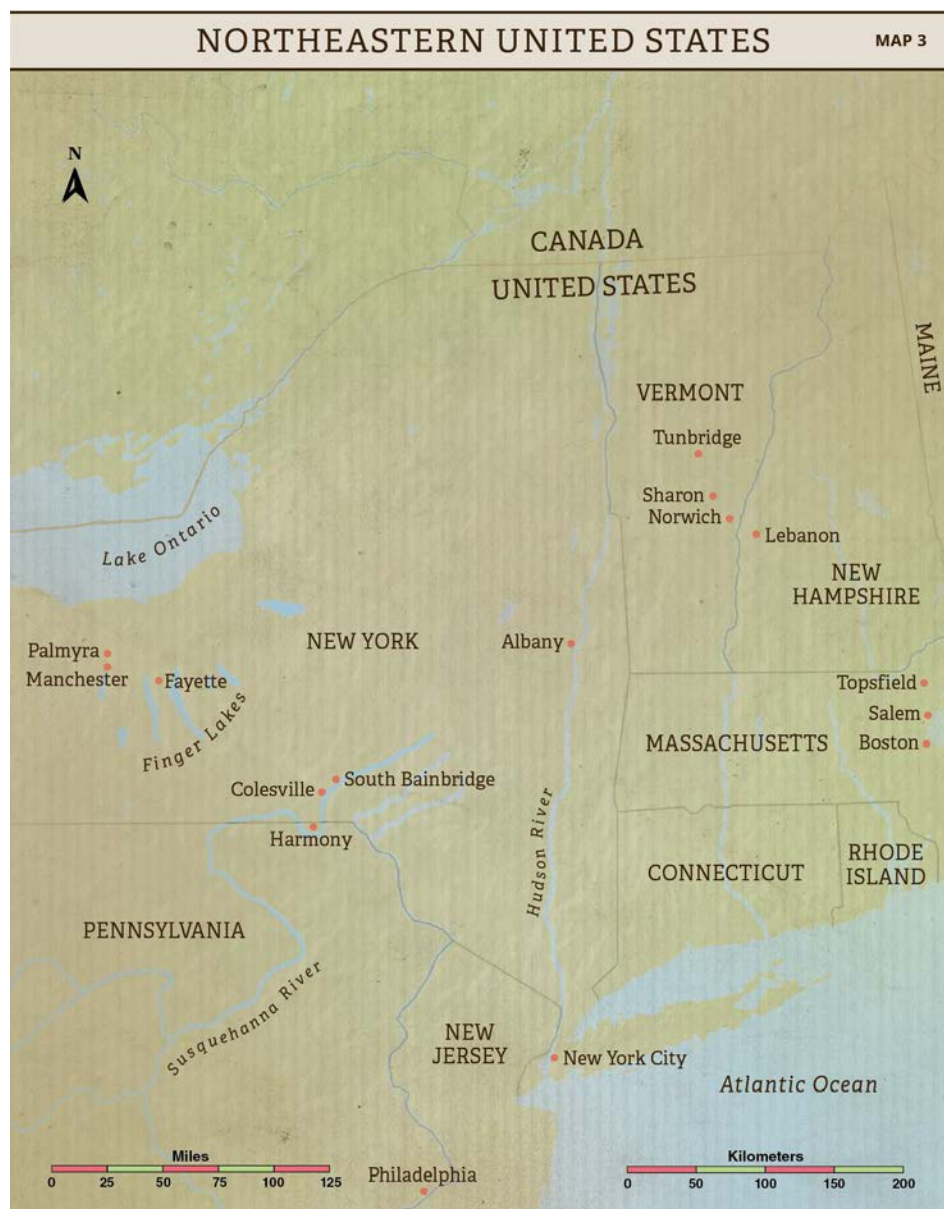 NORTHEASTERN UNITED STATES
MAP 3
N
CANADA
UNITED STATES
MAINE
VERMONT
Tunbridge
Sharon
Norwich
Lebanon
Lake Ontario
NEW
HAMPSHIRE
Palmyra
Manchester
Fayette
Finger Lakes
NEW YORK
Albany
Topsfield
Salem
Boston
MASSACHUSETTS
Colesville
South Bainbridge
Harmony
Hudson River
CONNECTICUT
RHODE
ISLAND
PENNSYLVANIA
Susquehanna River
NEW
JERSEY
New York City
Atlantic Ocean
Miles
0 25 50 75 100 125
Philadelphia
Kilometers
0 50 100 150 200